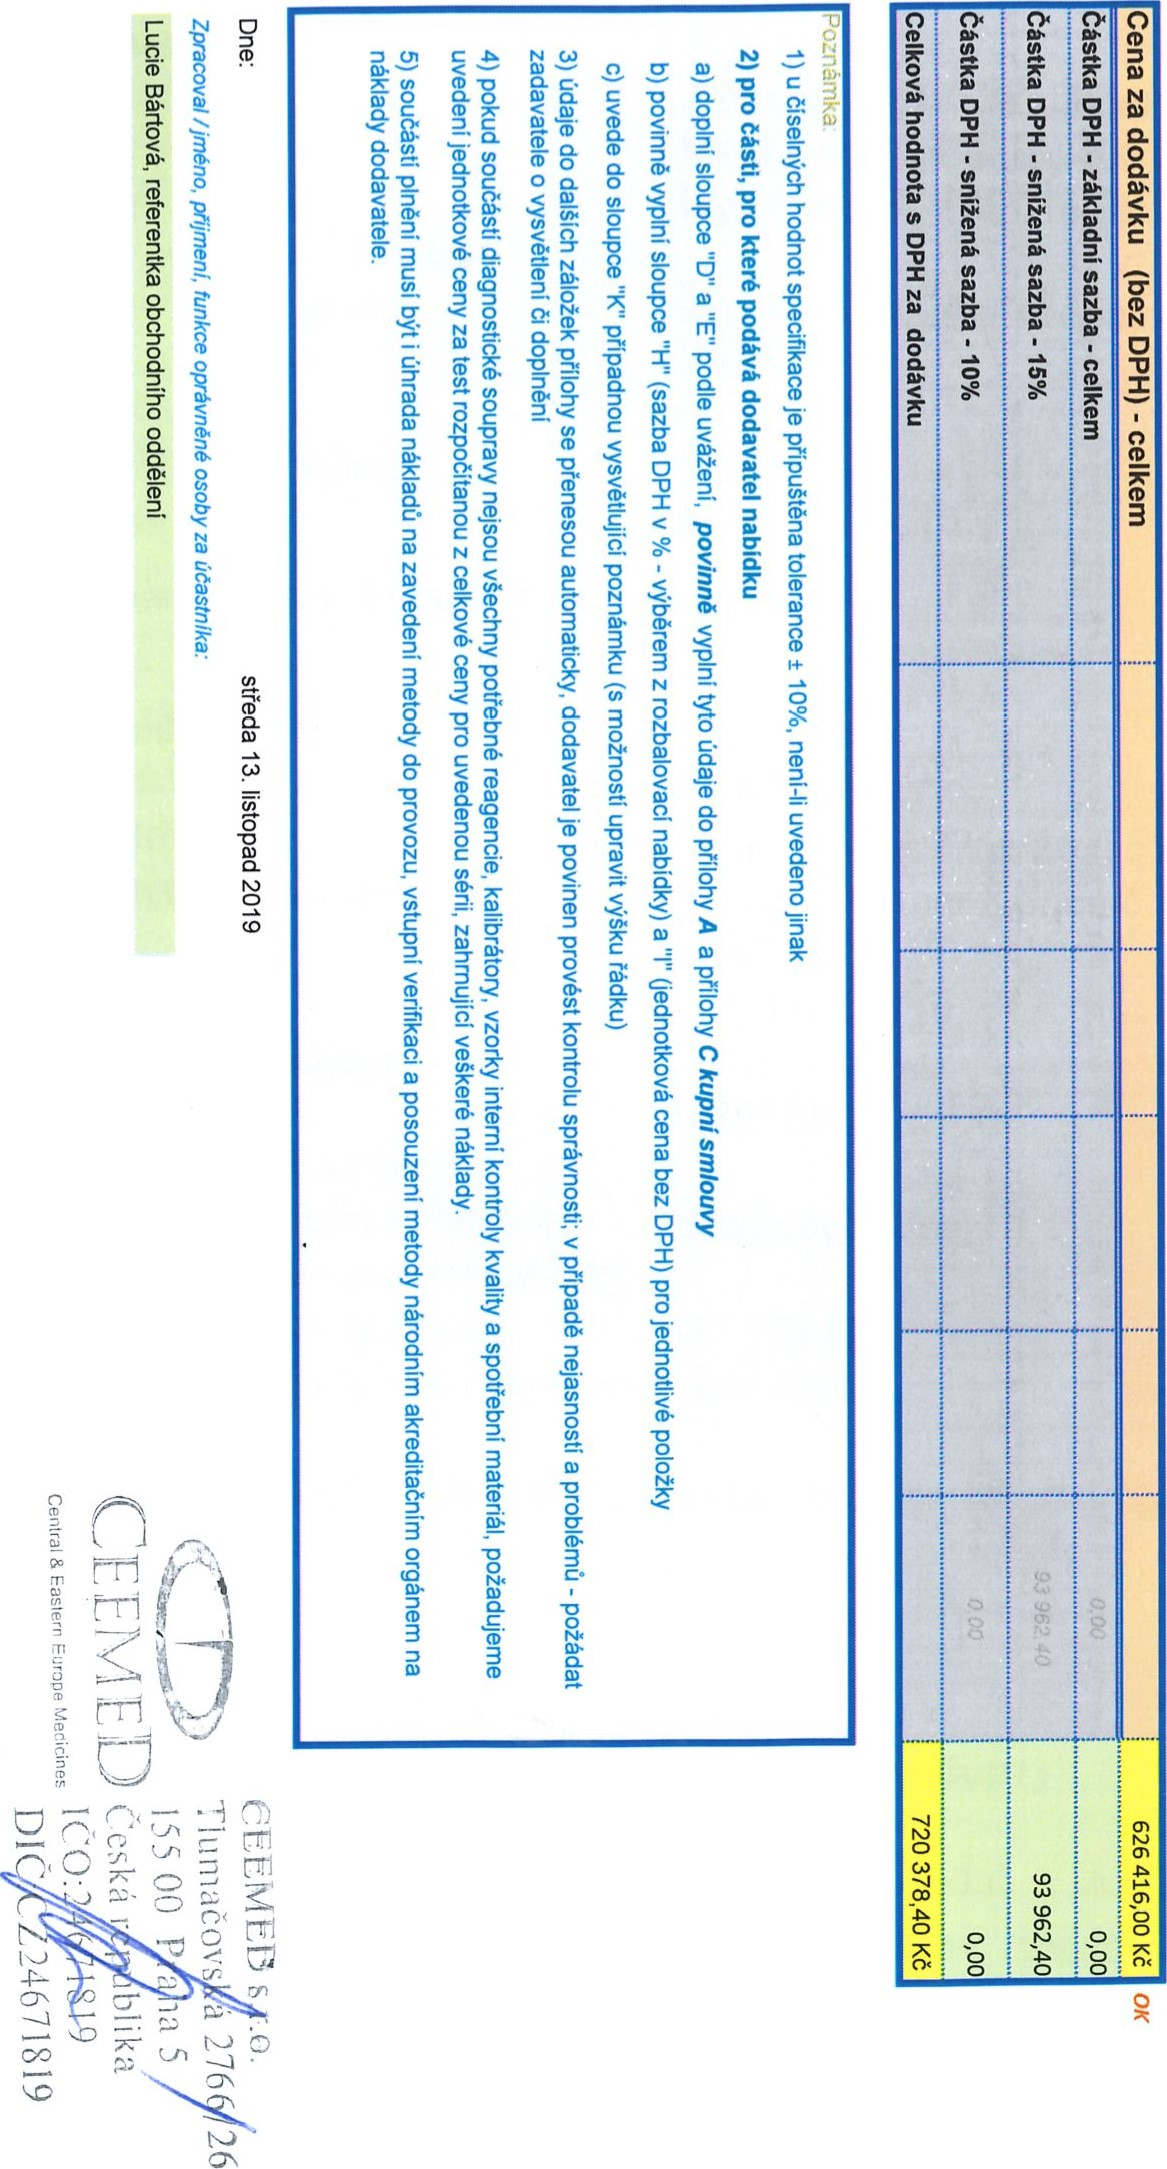 Cena za dodávku (bez DPH) - celkem 626 416,00 Kč OK
Částka DPH - základní sazba - celkem 0,00 0,00
Částka DPH - snížená sazba - 15% 93 962,40 93 962,40
Částka DPH - snížená sazba - 10% 0,00 0,00
Celková hodnota s DPH za dodávku 720 378,40 Kč
Poznámka:
1) u číselných hodnot specifikace je přípuštěna tolerance ± 10%, není-li uvedeno jinak
2) pro části, pro které podává dodavatel nabídku
a) doplní sloupce "D" a "E" podle uvážení, povinně vyplní tyto údaje do přílohy A a přílohy C kupní smlouvy
b) povinně vyplní sloupce "H" (sazba DPH v % - výběrem z rozbalovací nabídky) a "I" (jednotková cena bez DPH) pro jednotlivé položky
c) uvede do sloupce "K" případnou vysvětlující poznámku (s možností upravit výšku řádku)
3) údaje do dalších záložek přílohy se přenesou automaticky, dodavatel je povinen provést kontrolu správnosti; v případě nejasností a problémů - požádat
zadavatele o vysvětlení či doplnění
4) pokud součástí diagnostické soupravy nejsou všechny potřebné reagencie, kalibrátory, vzorky interní kontroly kvality a spotřební materiál, požadujeme
uvedení jednotkové ceny za test rozpočítanou z celkové ceny pro uvedenou sérii, zahrnující veškeré náklady.
5) součástí plnění musí být i úhrada nákladů na zavedení metody do provozu, vstupní verifikaci a posouzení metody národním akreditačním orgánem na
náklady dodavatele.
Dne: středa 13. listopad 2019
Zpracoval / jméno, příjmení, funkce oprávněné osoby za účastníka:
Lucie Bártová, referentka obchodního oddělení
CEEMED
Central & Eastern Europe Medicines
CEEMED s.r.o.
Tlumačovská 2766/26
155 00 Praha 5
Česká republika
IČO:24671819
DIČ:CZ24671819